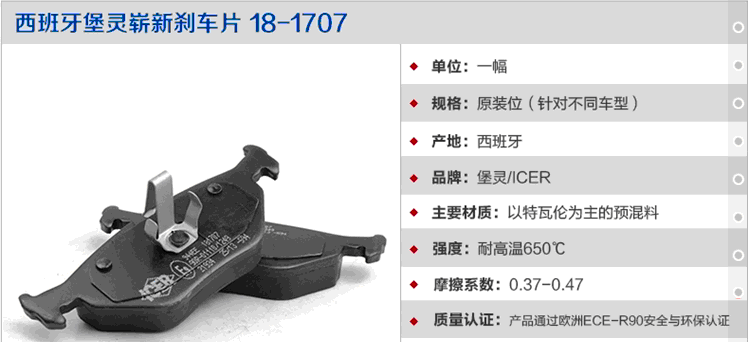 西班牙堡灵崭新刹车片 18-1707
单位：一幅
规格：原装位（针对不同车型）
产地：西班牙
品牌：堡灵/ICER
主要材质：以特瓦伦为主的预混料
强度：耐高温650℃
摩擦系数：0.37-0.47
质量认证：产品通过欧洲ECE-R90安全与环保认证
ICER
181707